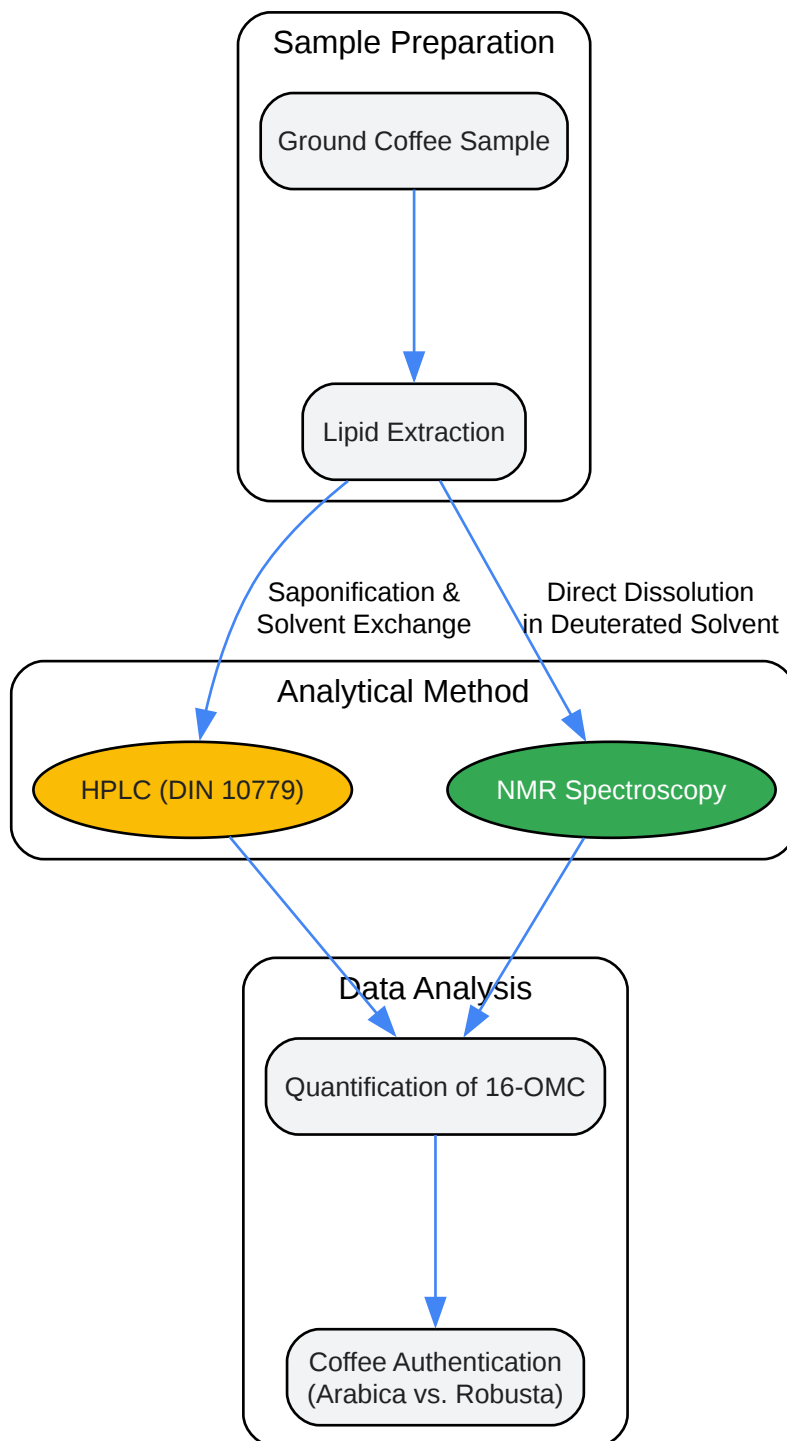 Sample Preparation
Ground Coffee Sample
Lipid Extraction
Saponification &
Solvent Exchange
Direct Dissolution
in Deuterated Solvent
Analytical Method
HPLC (DIN 10779)
NMR Spectroscopy
Data Analysis
Quantification of 16-OMC
Coffee Authentication
(Arabica vs. Robusta)